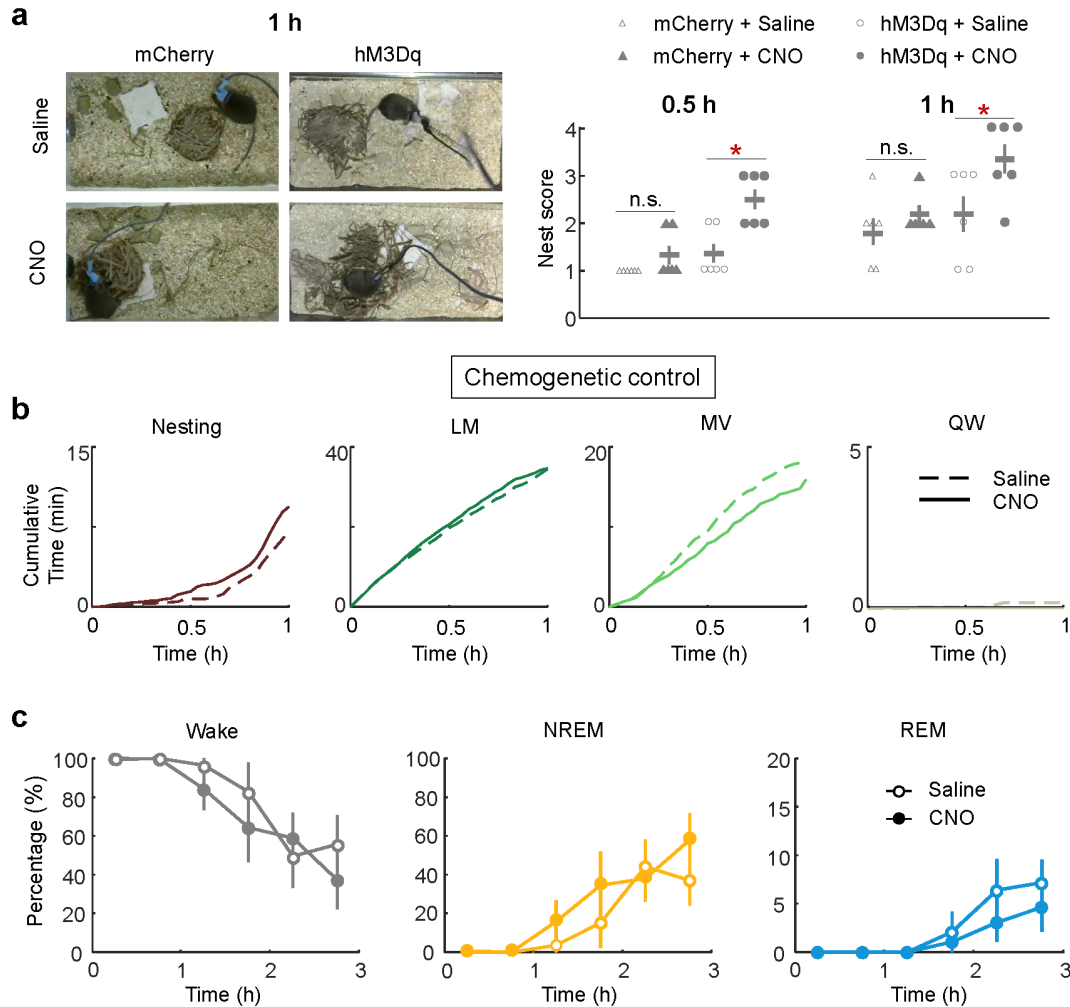 a
1 h
mCherry hM3Dq
Saline
CNO
mCherry + Saline hM3Dq + Saline
mCherry + CNO hM3Dq + CNO
0.5 h 1 h
n.s. * n.s. *
Nest score
4
3
2
1
0
Chemogenetic control
b
Nesting LM MV QW
Cumulative
Time (min)
15 40 20 5
0 0 0 0
Saline
CNO
0 0.5 1 0 0.5 1 0 0.5 1 0 0.5 1
Time (h) Time (h) Time (h) Time (h)
c
Wake NREM REM
Percentage (%)
100 100 20
80 80 15
60 60 10
40 40 5
20 20 0
0 0
Saline
CNO
0 1 2 3 0 1 2 3 0 1 2 3
Time (h) Time (h) Time (h)